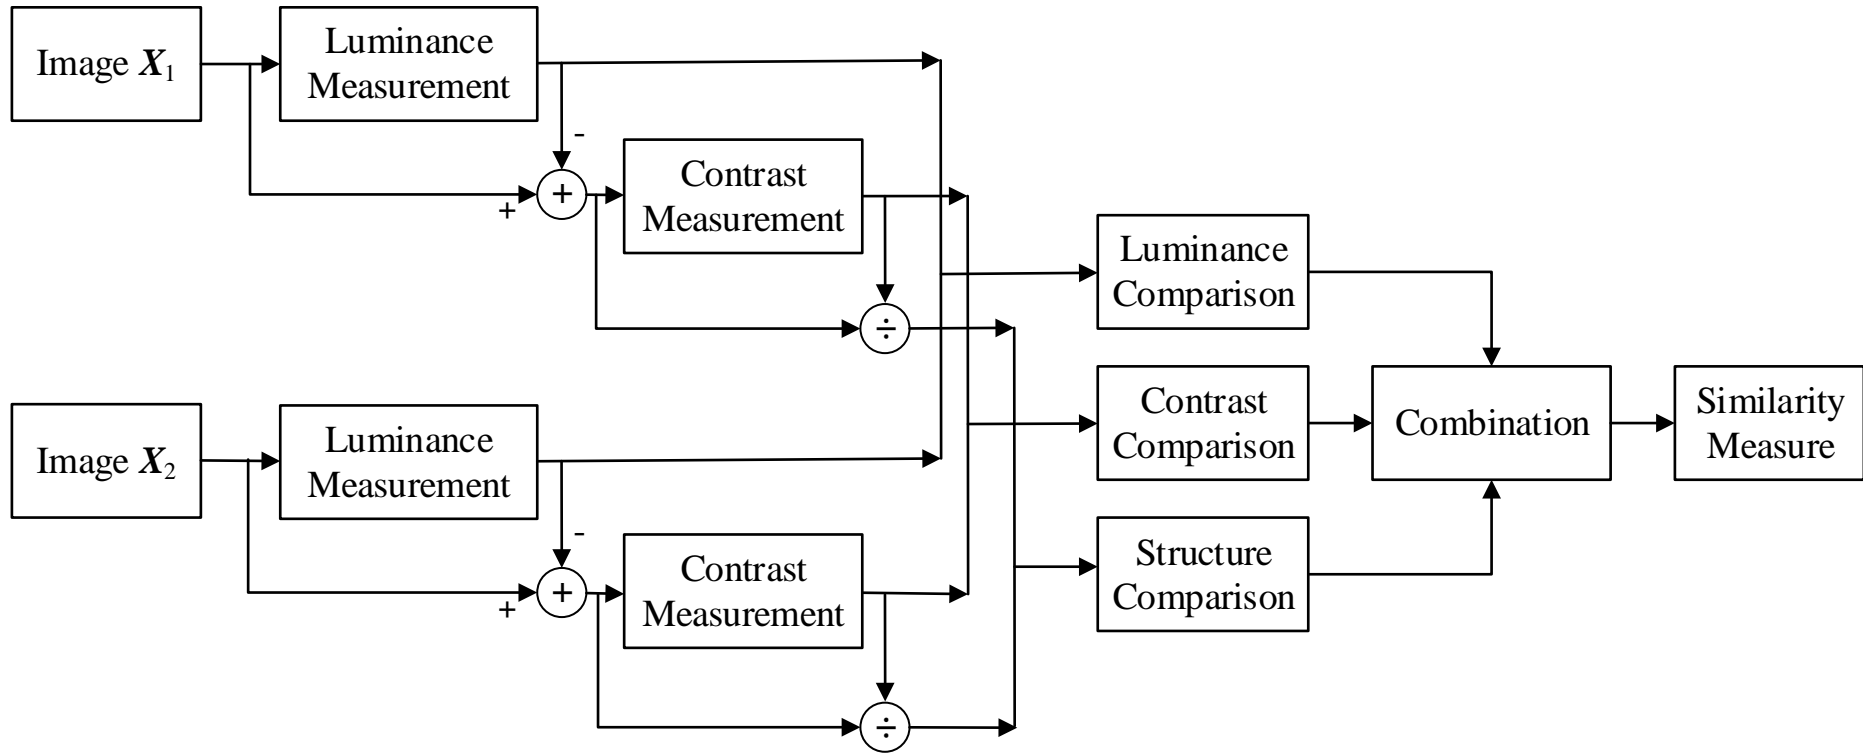 Image X₁
Luminance
Measurement
-
+
+
Contrast
Measurement
÷
Image X₂
Luminance
Measurement
-
+
+
Contrast
Measurement
÷
Luminance
Comparison
Contrast
Comparison
Structure
Comparison
Combination
Similarity
Measure